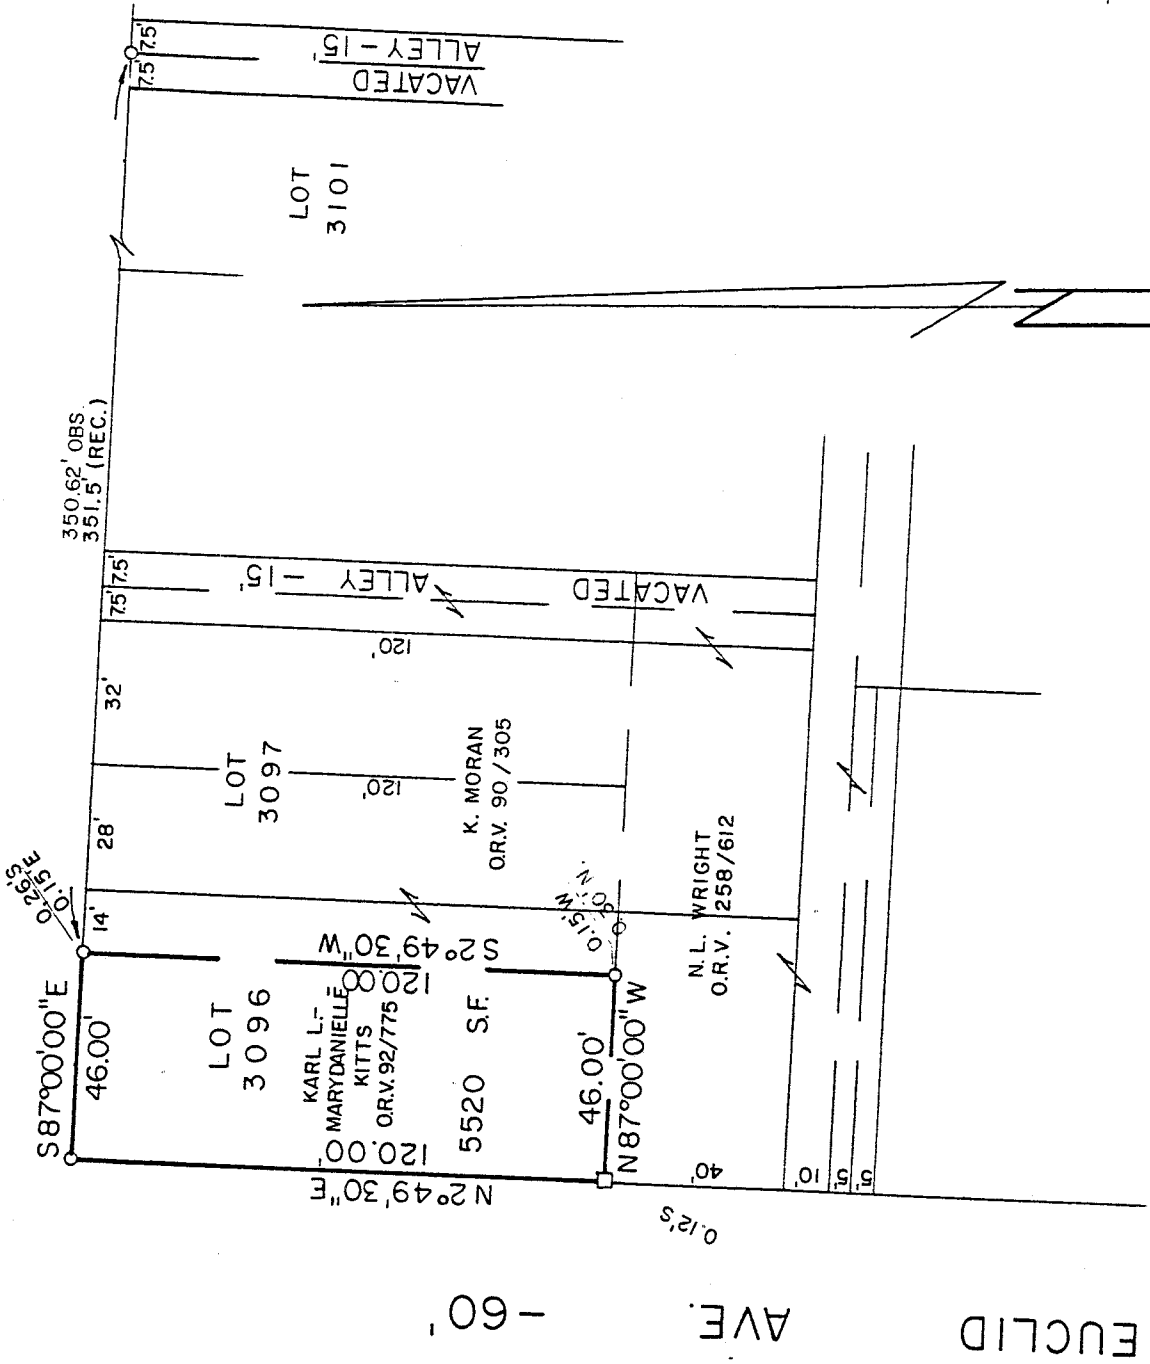 7.5'
7.5'
VACATED
ALLEY – 15'
LOT
3101
350.62' OBS.
351.5' (REC.)
7.5'
7.5'
VACATED ALLEY – 15'
120'
32'
LOT
3097
120'
K. MORAN
O.R.V. 90/305
28'
14'
0.26'S
0.15'E
0.15'W
N. L. WRIGHT
O.R.V. 258/612
S 87°00'00" E
46.00'
S 2°49'30" W
120.00'
LOT
3096
KARL L.-
MARYDANIELLE
KITTS
O.R.V. 92/775
5520 S.F.
120.00'
N 2°49'30" E
46.00'
N 87°00'00" W
40'
10'
5'
5'
0.12'S
EUCLID AVE. – 60'